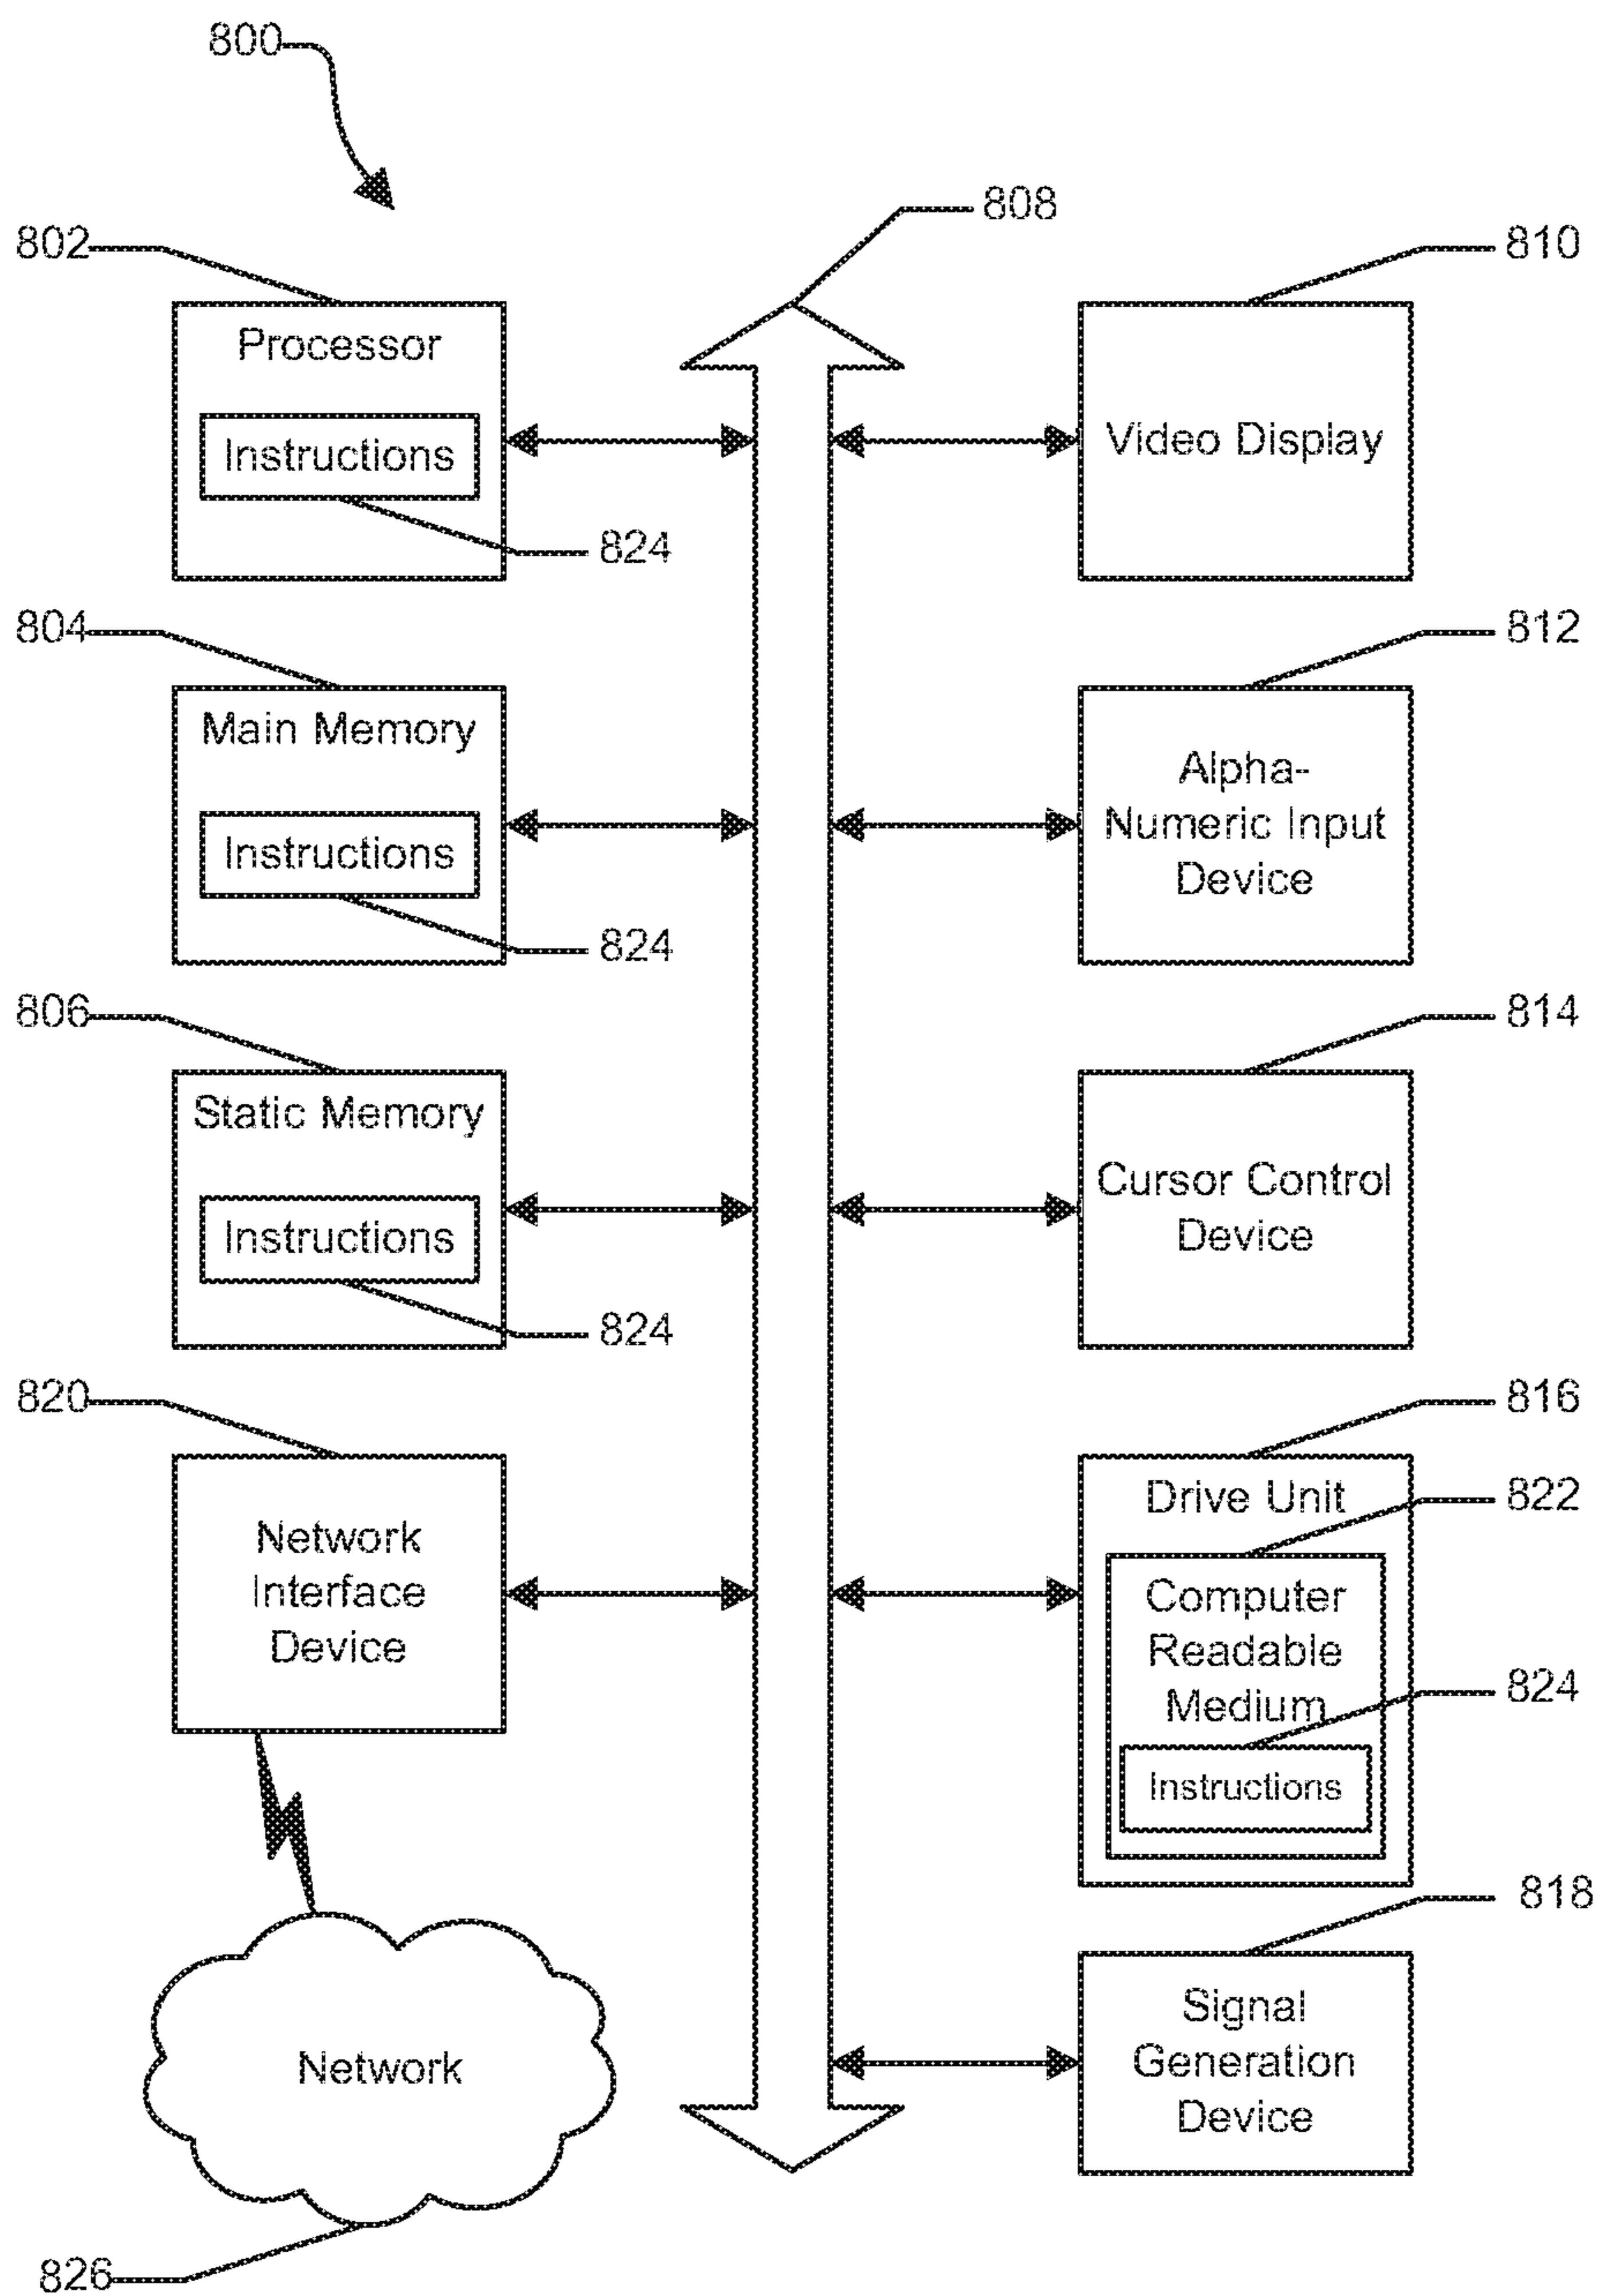 800
808
802
810
Processor
Instructions
824
Video Display
804
812
Main Memory
Instructions
824
Alpha-
Numeric Input
Device
806
814
Static Memory
Instructions
824
Cursor Control
Device
820
816
Network
Interface
Device
Drive Unit
822
Computer
Readable
Medium
824
Instructions
818
Signal
Generation
Device
Network
826